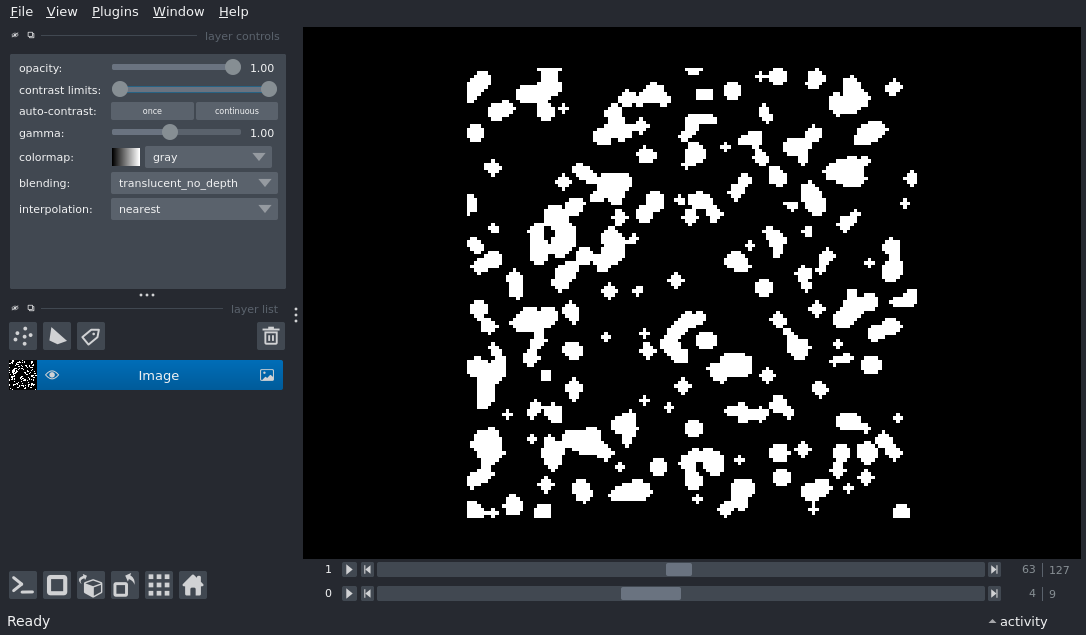 File View Plugins Window Help
layer controls
opacity: 1.00
contrast limits:
auto-contrast: once continuous
gamma: 1.00
colormap: gray
blending: translucent_no_depth
interpolation: nearest
layer list
Image
1 63 127
0 4 9
Ready activity